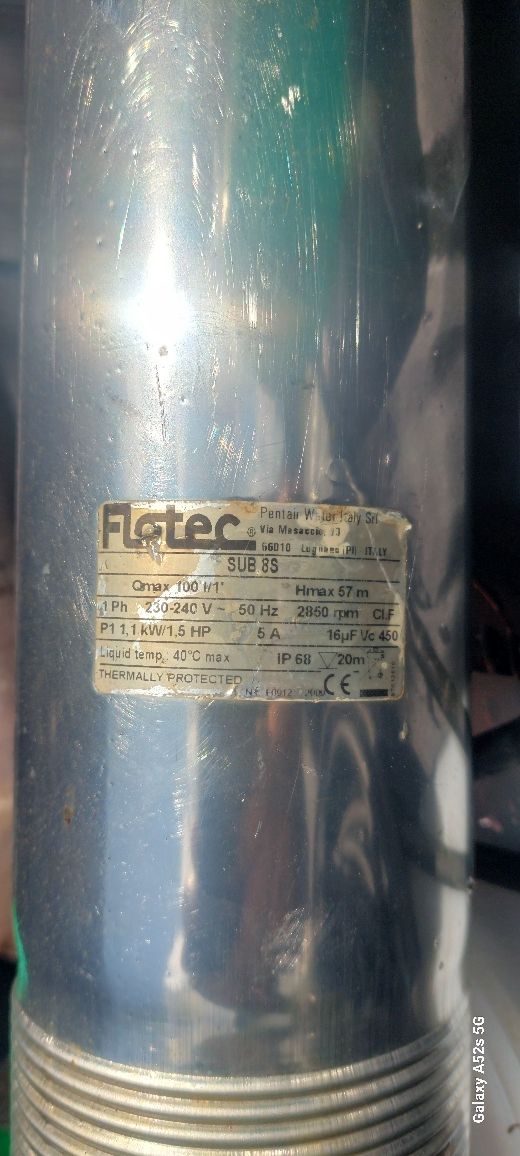 Flotec®
Pentair Water Italy Srl
Via Masaccio, 13
56010 Lugnano (PI) ITALY
SUB 8S
Qmax 100 l/1' Hmax 57 m
1 Ph 230-240 V ~ 50 Hz 2850 rpm Cl.F
P1 1,1 kW/1,5 HP 5 A 16µF Vc 450
Liquid temp. 40°C max IP 68 20m
THERMALLY PROTECTED
CE
Galaxy A52s 5G